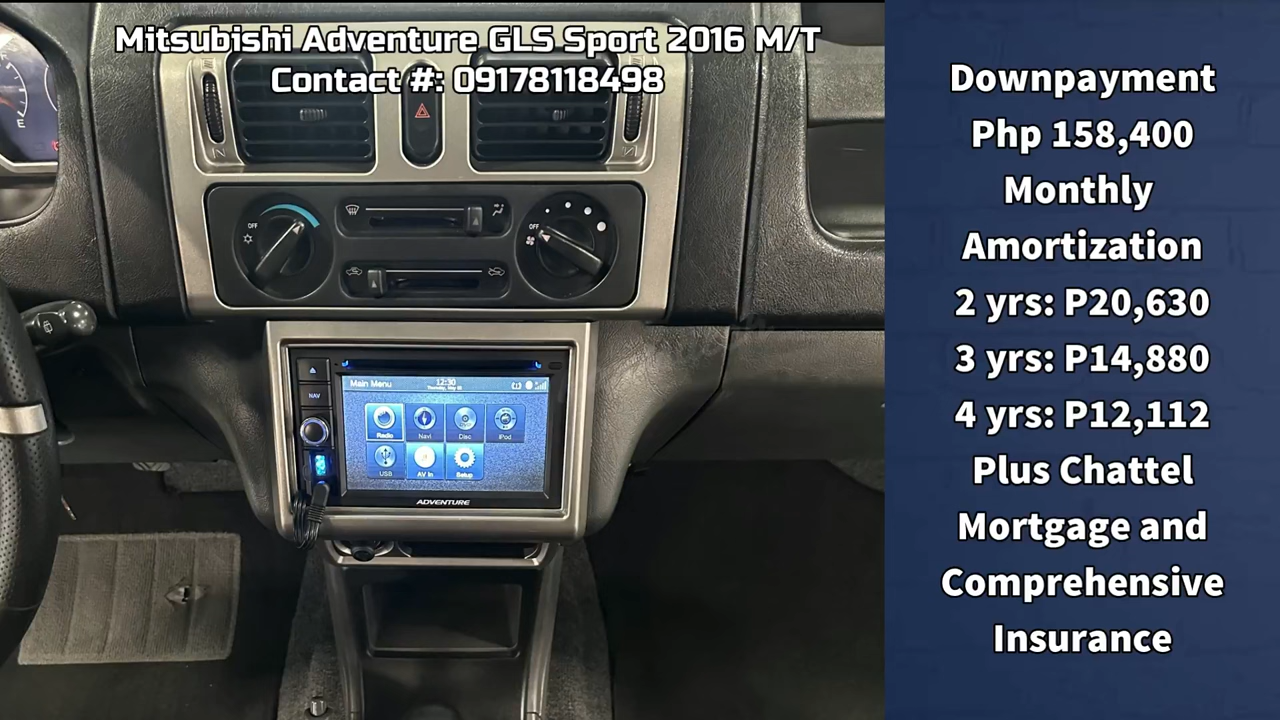 Mitsubishi Adventure GLS Sport 2016 M/T
Contact #: 09178118498
Downpayment
Php 158,400
Monthly
Amortization
2 yrs: P20,630
3 yrs: P14,880
4 yrs: P12,112
Plus Chattel
Mortgage and
Comprehensive
Insurance
E
OFF
OFF
NAV
Main Menu
12:30
Radio
Navi
Disc
iPod
USB
AV In
Setup
ADVENTURE